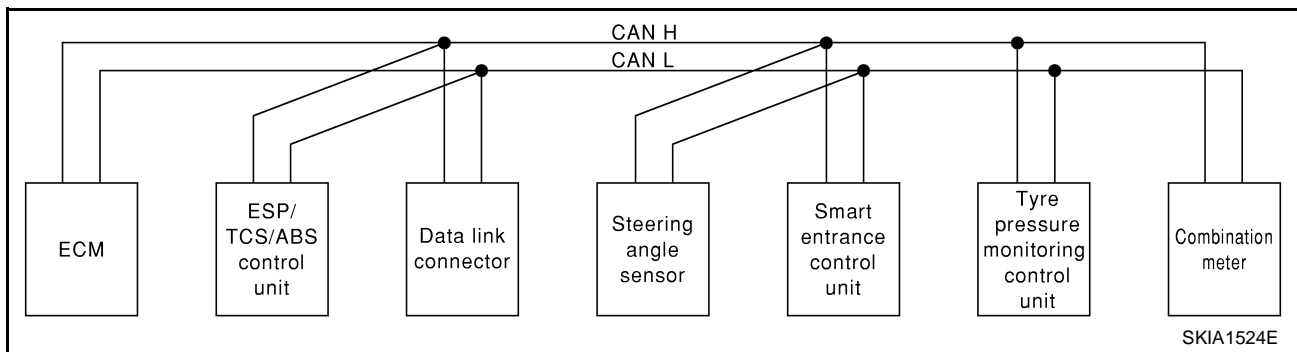 CAN H
CAN L
ECM
ESP/
TCS/ABS
control
unit
Data link
connector
Steering
angle
sensor
Smart
entrance
control
unit
Tyre
pressure
monitoring
control
unit
Combination
meter
SKIA1524E